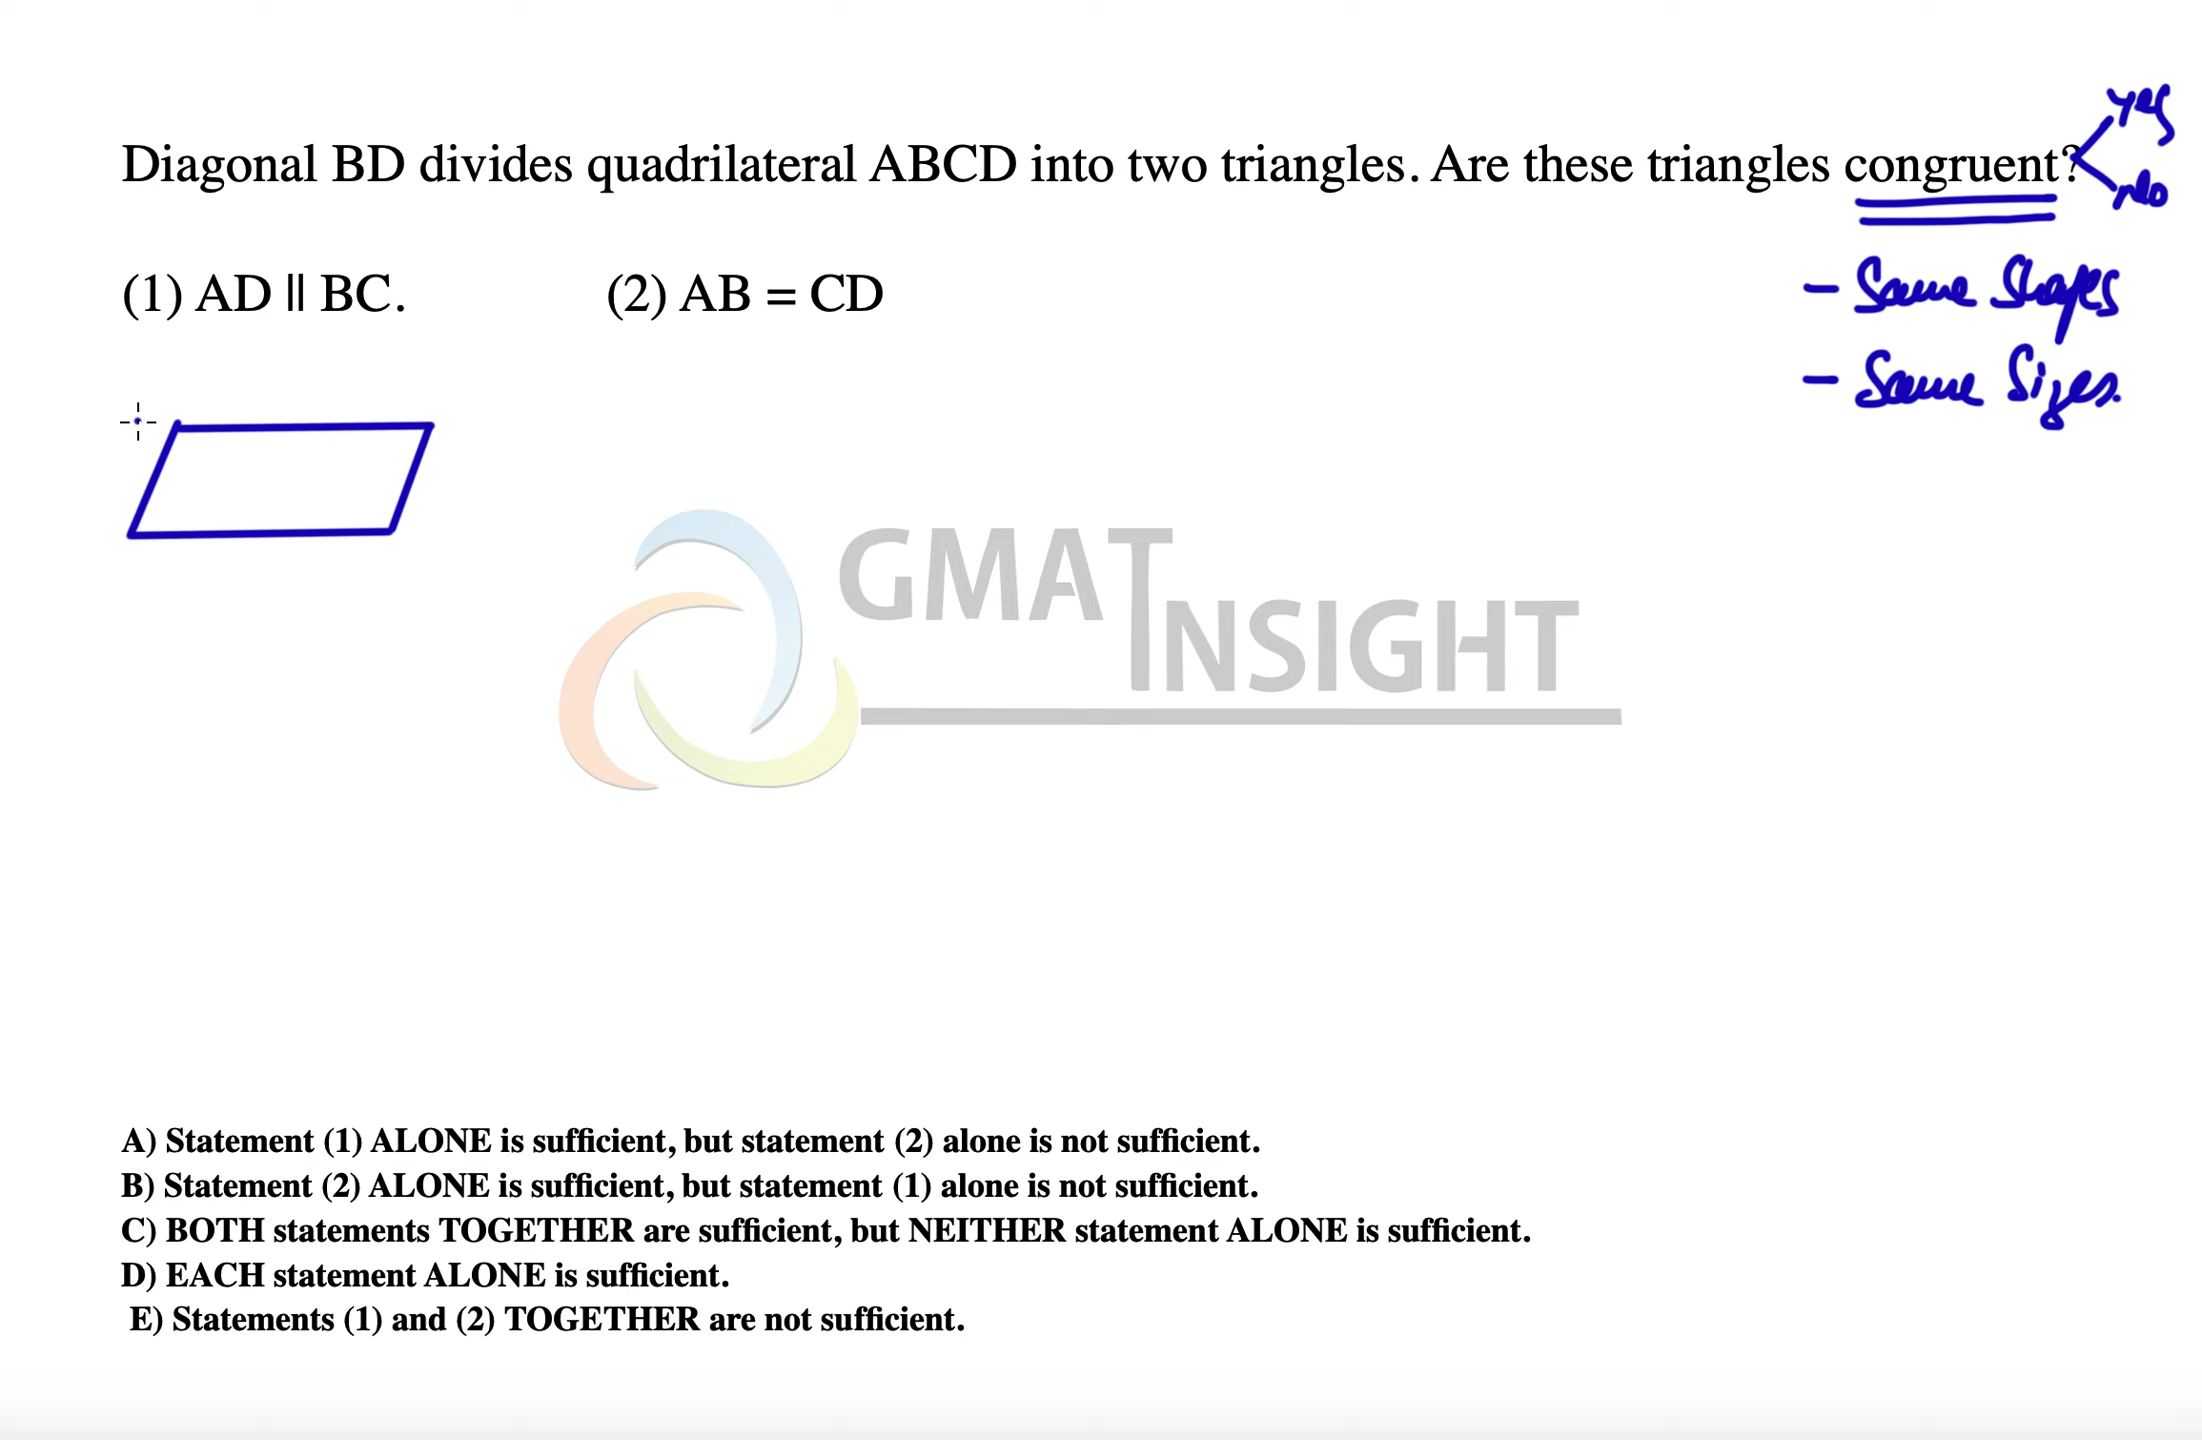 yes
Diagonal BD divides quadrilateral ABCD into two triangles. Are these triangles congruent?
No
(1) AD || BC. (2) AB = CD
- Same Shapes
- Same Sizes.
GMAT INSIGHT
A) Statement (1) ALONE is sufficient, but statement (2) alone is not sufficient.
B) Statement (2) ALONE is sufficient, but statement (1) alone is not sufficient.
C) BOTH statements TOGETHER are sufficient, but NEITHER statement ALONE is sufficient.
D) EACH statement ALONE is sufficient.
E) Statements (1) and (2) TOGETHER are not sufficient.